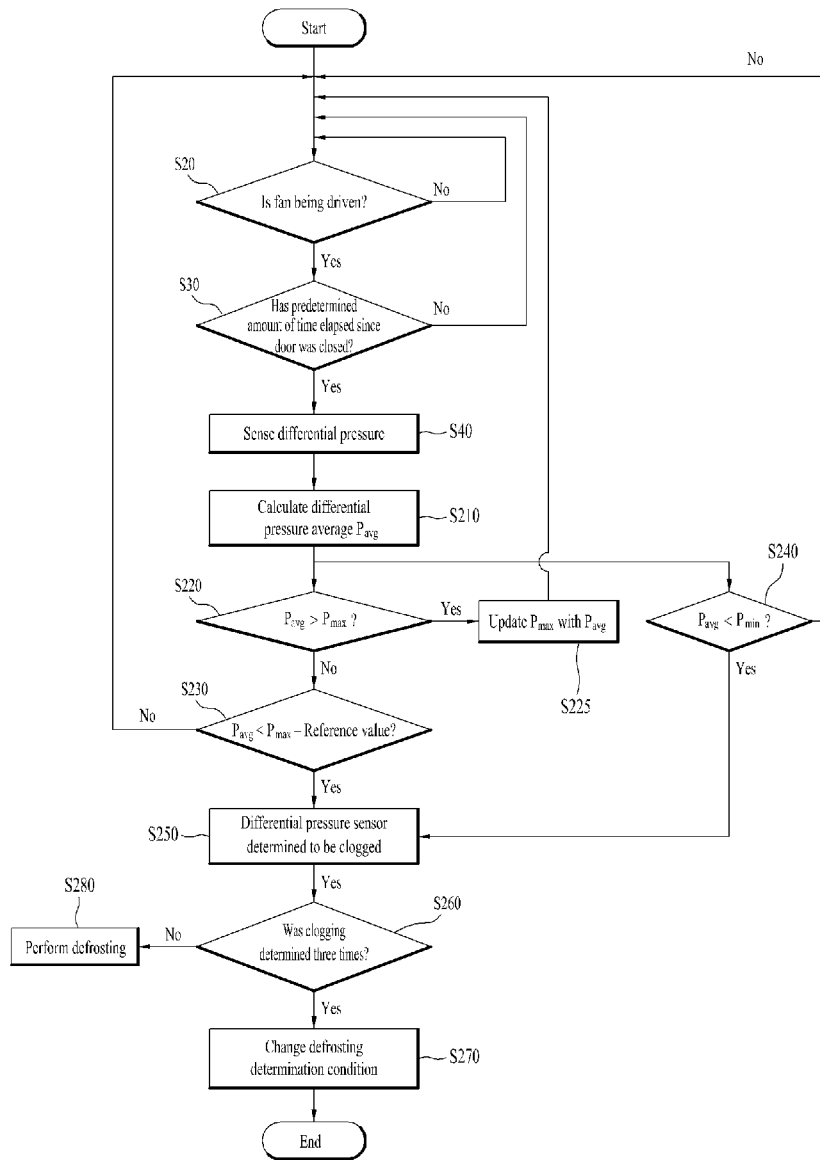 Start
No
S20
Is fan being driven?
No
Yes
S30
Has predetermined
amount of time elapsed since
door was closed?
No
Yes
Sense differential pressure
S40
Calculate differential
pressure average Pavg
S210
S220
Pavg > Pmax ?
Yes
Update Pmax with Pavg
S225
S240
Pavg < Pmin ?
Yes
No
S230
No
Pavg < Pmax – Reference value?
Yes
S250
Differential pressure sensor
determined to be clogged
Yes
S280
Perform defrosting
No
S260
Was clogging
determined three times?
Yes
Change defrosting
determination condition
S270
End